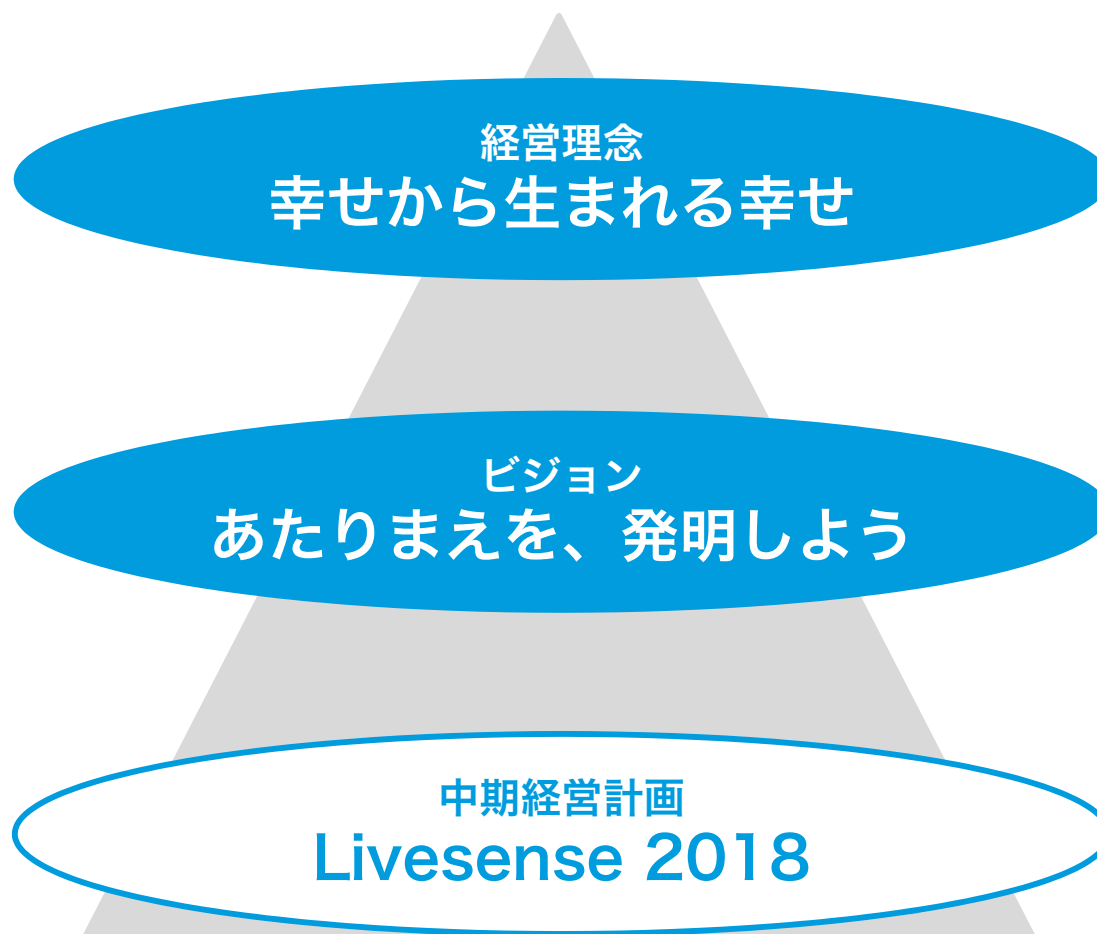 経営理念
幸せから生まれる幸せ
ビジョン
あたりまえを、発明しよう
中期経営計画
Livesense 2018